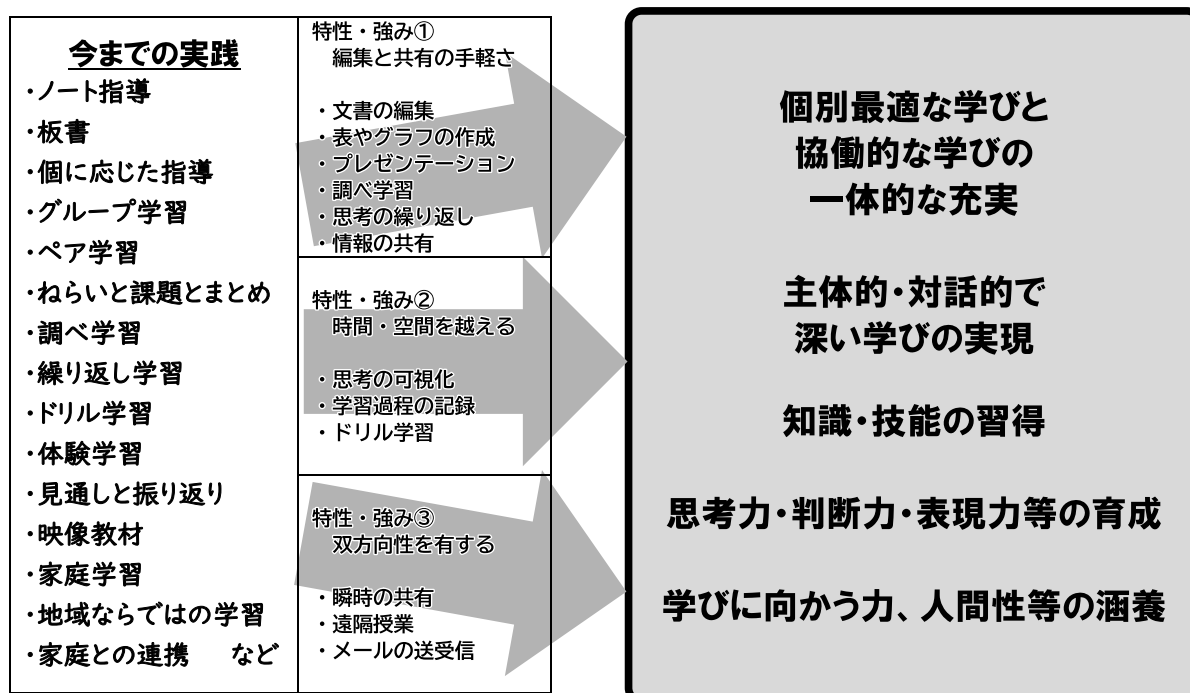 今までの実践
・ノート指導
・板書
・個に応じた指導
・グループ学習
・ペア学習
・ねらいと課題とまとめ
・調べ学習
・繰り返し学習
・ドリル学習
・体験学習
・見通しと振り返り
・映像教材
・家庭学習
・地域ならではの学習
・家庭との連携　など
特性・強み①
編集と共有の手軽さ
・文書の編集
・表やグラフの作成
・プレゼンテーション
・調べ学習
・思考の繰り返し
・情報の共有
特性・強み②
時間・空間を越える
・思考の可視化
・学習過程の記録
・ドリル学習
特性・強み③
双方向性を有する
・瞬時の共有
・遠隔授業
・メールの送受信
個別最適な学びと
協働的な学びの
一体的な充実
主体的・対話的で
深い学びの実現
知識・技能の習得
思考力・判断力・表現力等の育成
学びに向かう力、人間性等の涵養